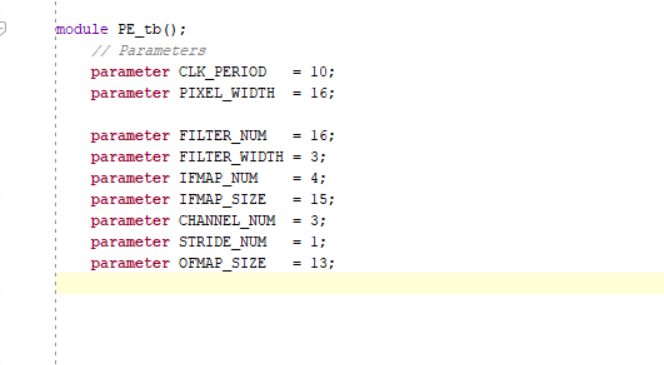 module PE_tb();
// Parameters
parameter CLK_PERIOD = 10;
parameter PIXEL_WIDTH = 16;
parameter FILTER_NUM = 16;
parameter FILTER_WIDTH = 3;
parameter IFMAP_NUM = 4;
parameter IFMAP_SIZE = 15;
parameter CHANNEL_NUM = 3;
parameter STRIDE_NUM = 1;
parameter OFMAP_SIZE = 13;